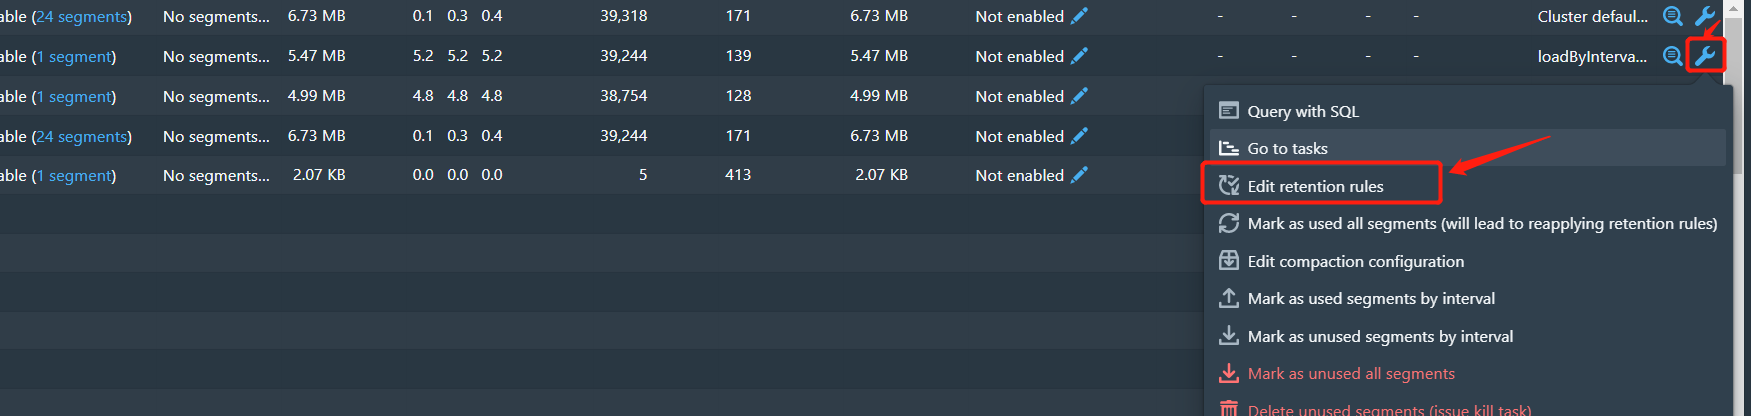 able (24 segments) No segments... 6.73 MB 0.1 0.3 0.4 39,318 171 6.73 MB Not enabled - - - - Cluster defaul...
able (1 segment) No segments... 5.47 MB 5.2 5.2 5.2 39,244 139 5.47 MB Not enabled - - - - loadByInterva...
able (1 segment) No segments... 4.99 MB 4.8 4.8 4.8 38,754 128 4.99 MB Not enabled
able (24 segments) No segments... 6.73 MB 0.1 0.3 0.4 39,244 171 6.73 MB Not enabled
able (1 segment) No segments... 2.07 KB 0.0 0.0 0.0 5 413 2.07 KB Not enabled
Query with SQL
Go to tasks
Edit retention rules
Mark as used all segments (will lead to reapplying retention rules)
Edit compaction configuration
Mark as used segments by interval
Mark as unused segments by interval
Mark as unused all segments
Delete unused segments (issue kill task)